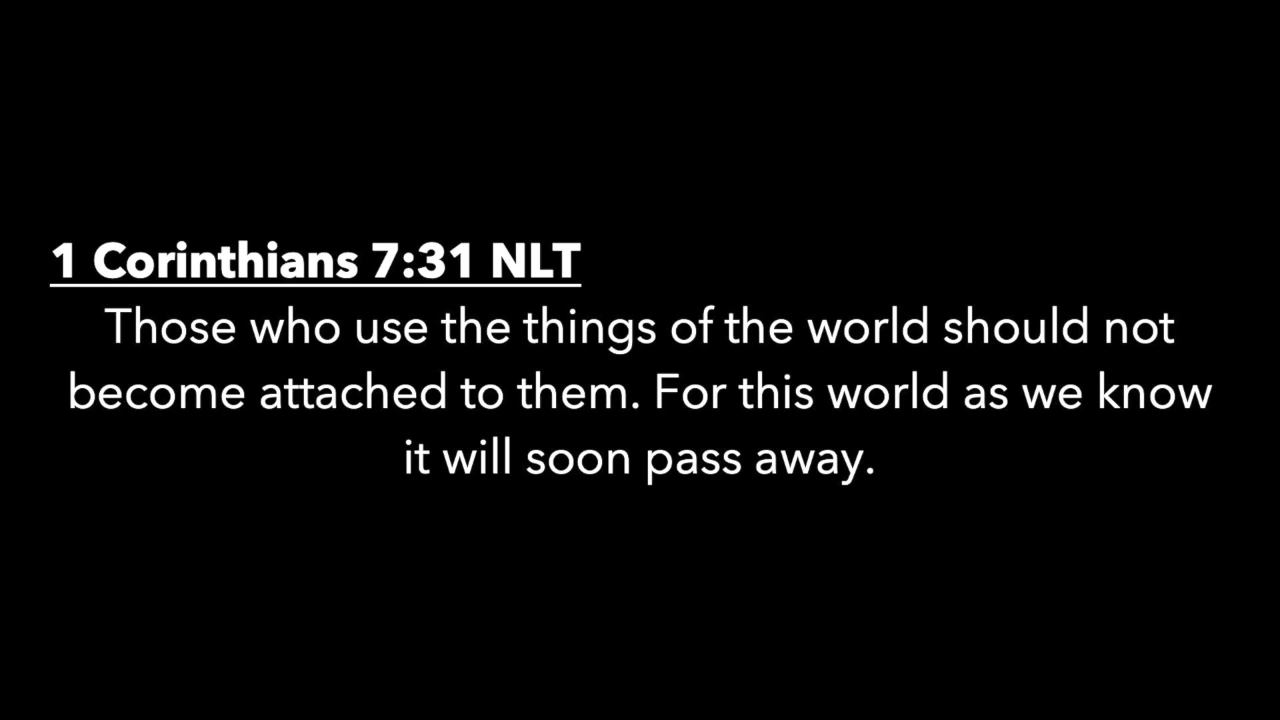 1 Corinthians 7:31 NLT
Those who use the things of the world should not
become attached to them. For this world as we know
it will soon pass away.